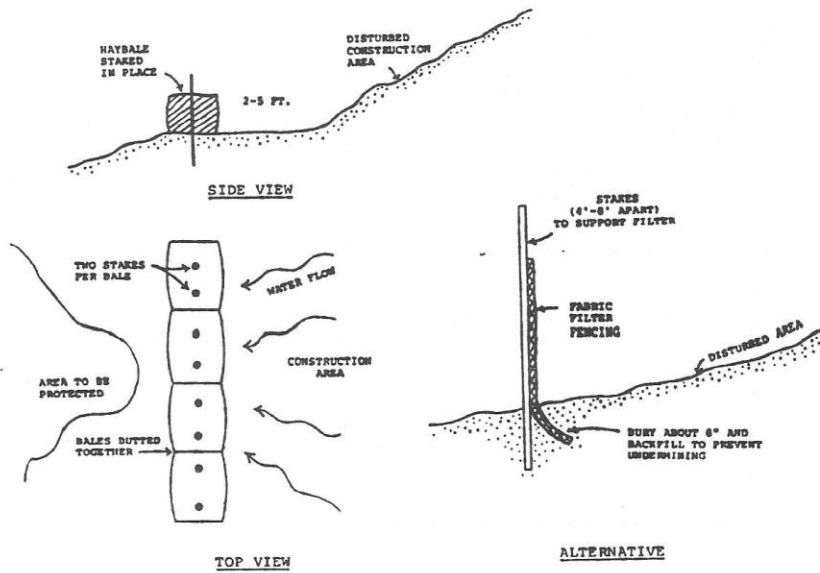 HAYBALE
STAKED
IN PLACE
2-5 FT.
DISTURBED
CONSTRUCTION
AREA
SIDE VIEW
TWO STAKES
PER BALE
WATER FLOW
CONSTRUCTION
AREA
AREA TO BE
PROTECTED
BALES BUTTED
TOGETHER
TOP VIEW
STAKES
(4'-6' APART)
TO SUPPORT FILTER
FABRIC
FILTER
FENCING
DISTURBED AREA
BURY ABOUT 6" AND
BACKFILL TO PREVENT
UNDERMINING
ALTERNATIVE